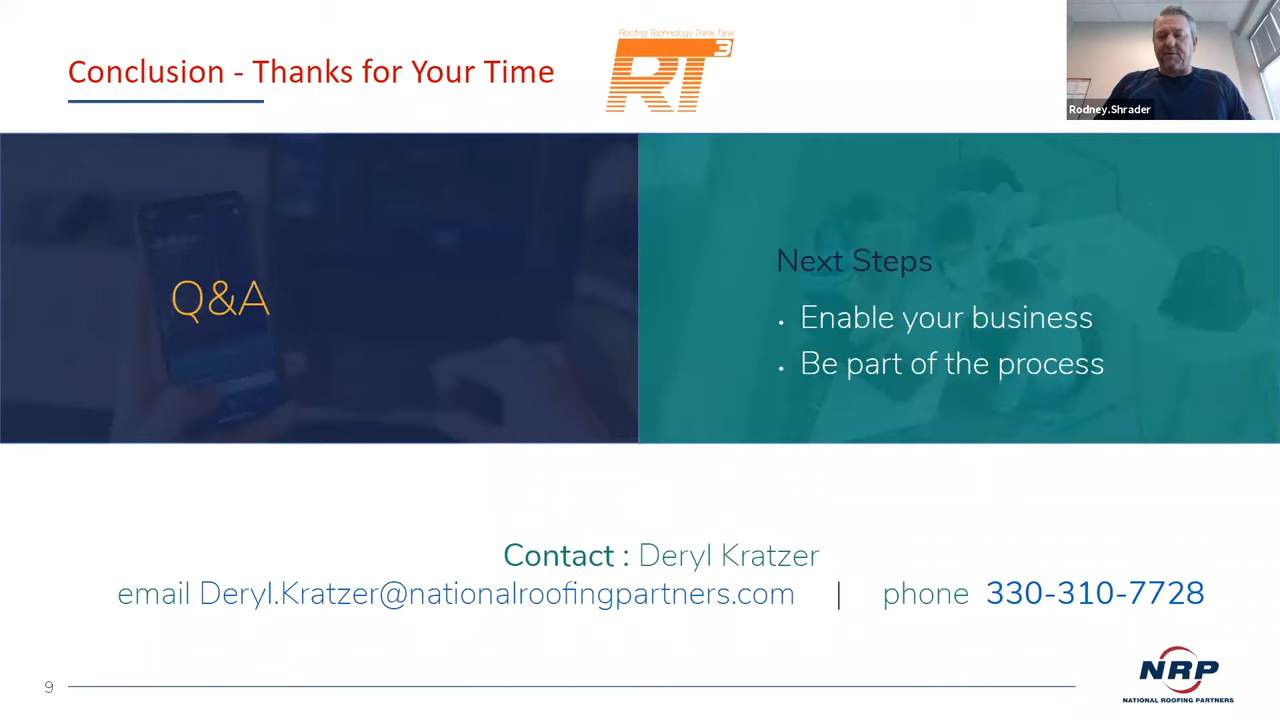 Conclusion - Thanks for Your Time
Roofing Technology Think Tank
RT3
Rodney.Shrader
Q&A
Next Steps
• Enable your business
• Be part of the process
Contact : Deryl Kratzer
email Deryl.Kratzer@nationalroofingpartners.com | phone 330-310-7728
9
NRP
NATIONAL ROOFING PARTNERS